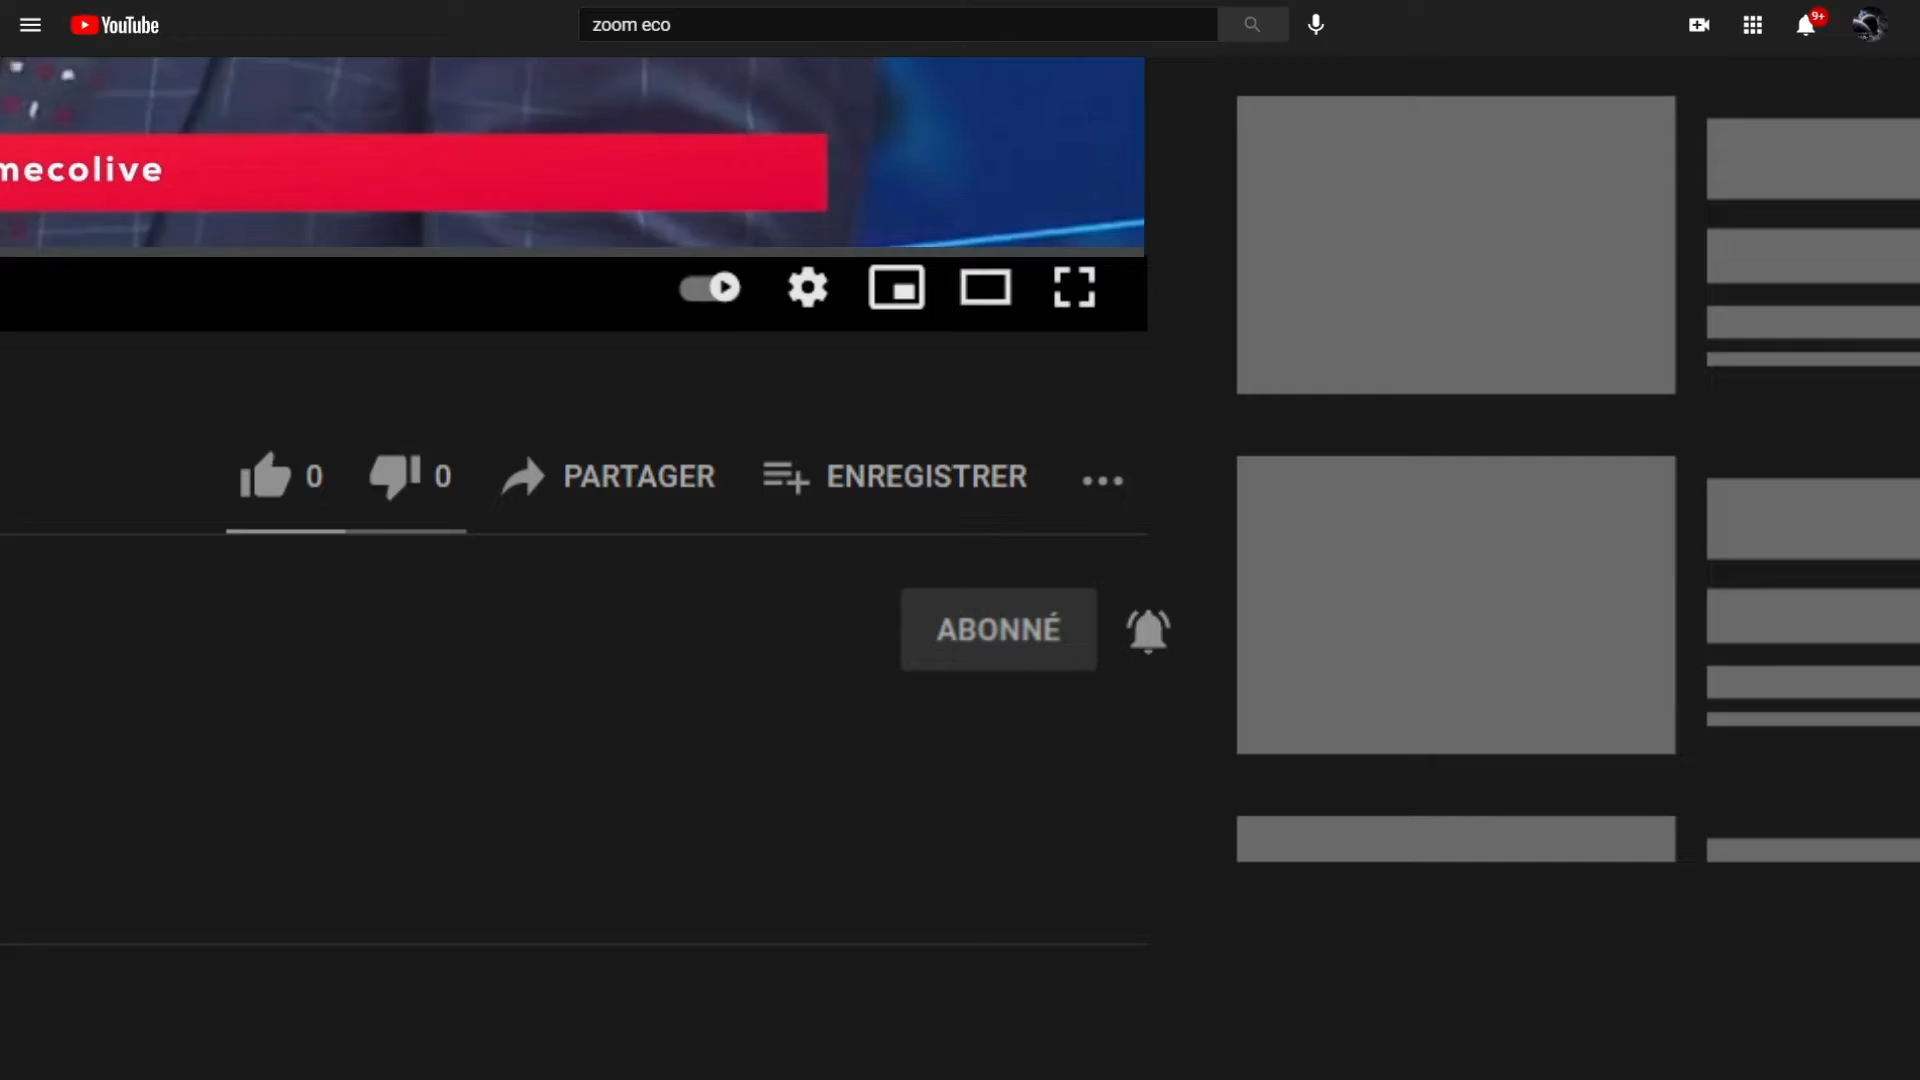 YouTube
zoom eco
9+
mecolive
0
0
PARTAGER
ENREGISTRER
ABONNÉ